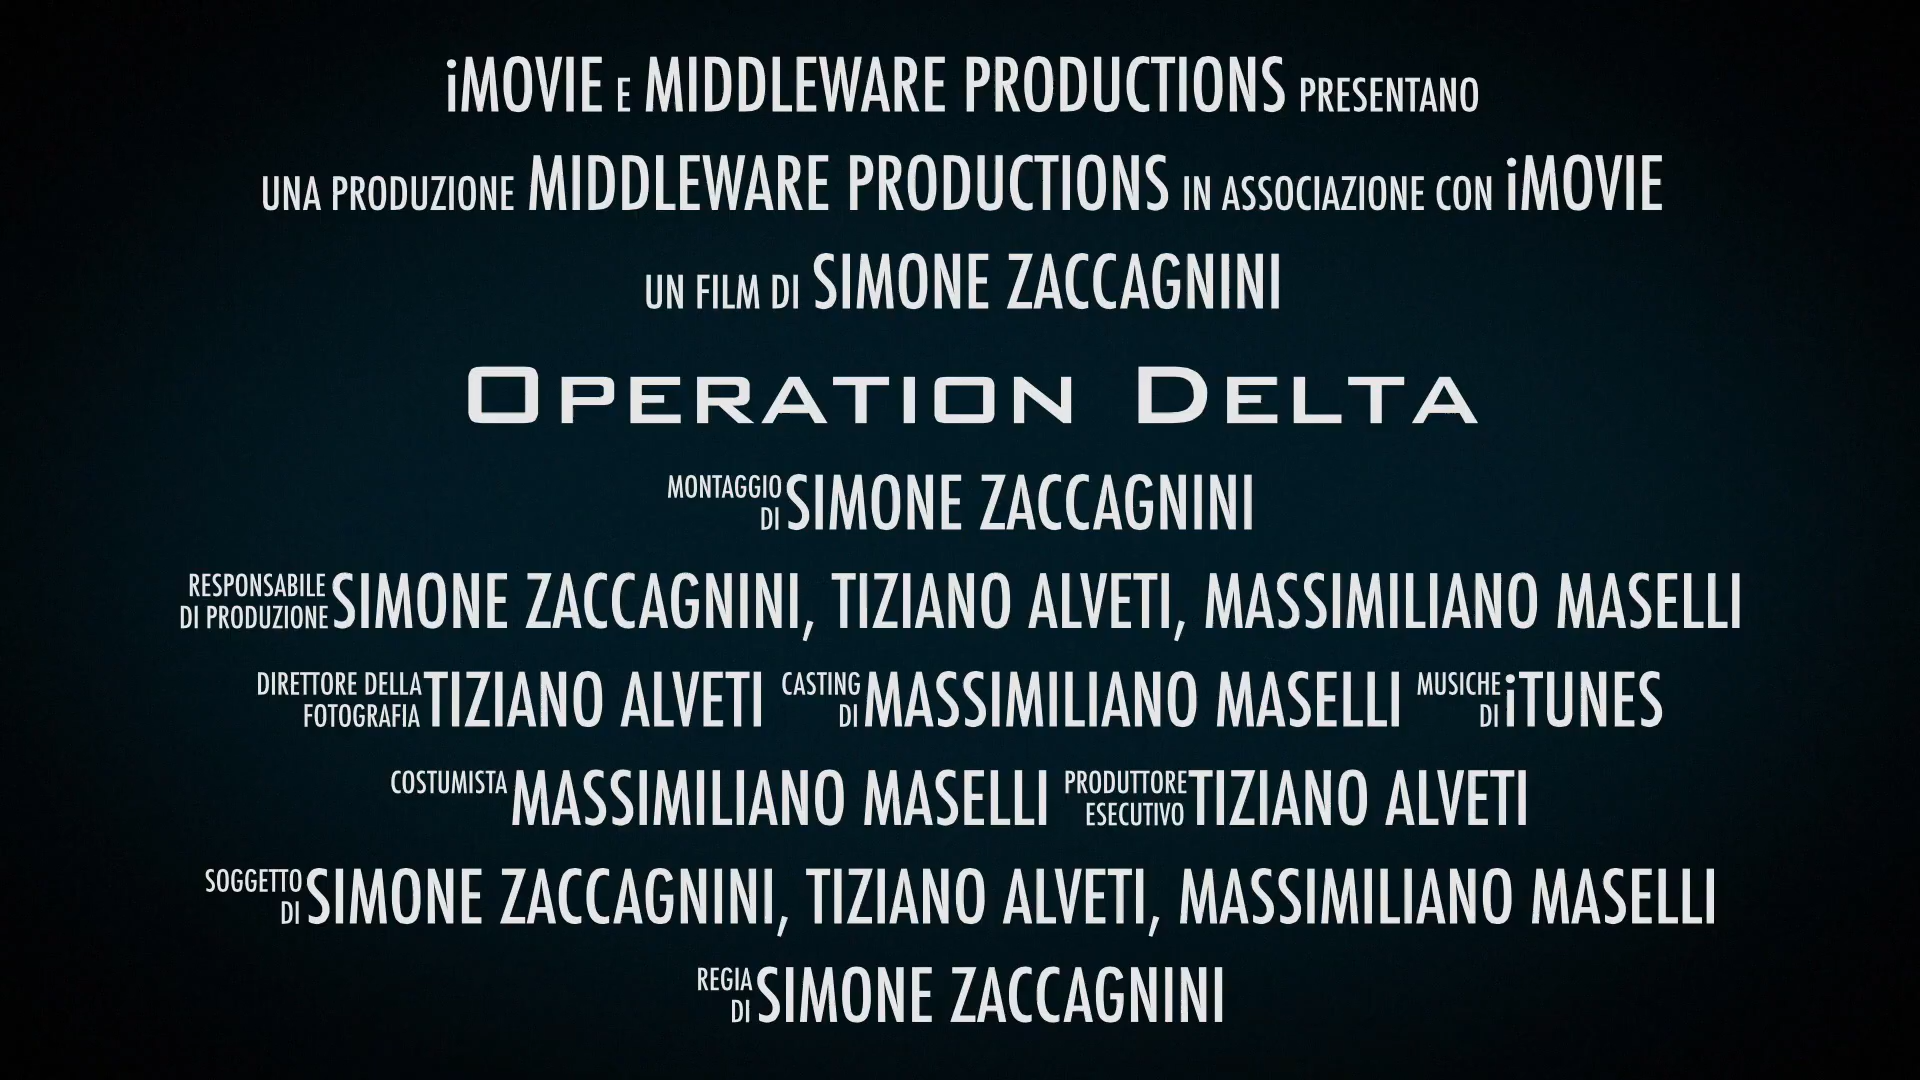 iMOVIE E MIDDLEWARE PRODUCTIONS PRESENTANO
UNA PRODUZIONE MIDDLEWARE PRODUCTIONS IN ASSOCIAZIONE CON iMOVIE
UN FILM DI SIMONE ZACCAGNINI
OPERATION DELTA
MONTAGGIO DI SIMONE ZACCAGNINI
RESPONSABILE DI PRODUZIONE SIMONE ZACCAGNINI, TIZIANO ALVETI, MASSIMILIANO MASELLI
DIRETTORE DELLA FOTOGRAFIA TIZIANO ALVETI CASTING DI MASSIMILIANO MASELLI MUSICHE DI iTUNES
COSTUMISTA MASSIMILIANO MASELLI PRODUTTORE ESECUTIVO TIZIANO ALVETI
SOGGETTO DI SIMONE ZACCAGNINI, TIZIANO ALVETI, MASSIMILIANO MASELLI
REGIA DI SIMONE ZACCAGNINI